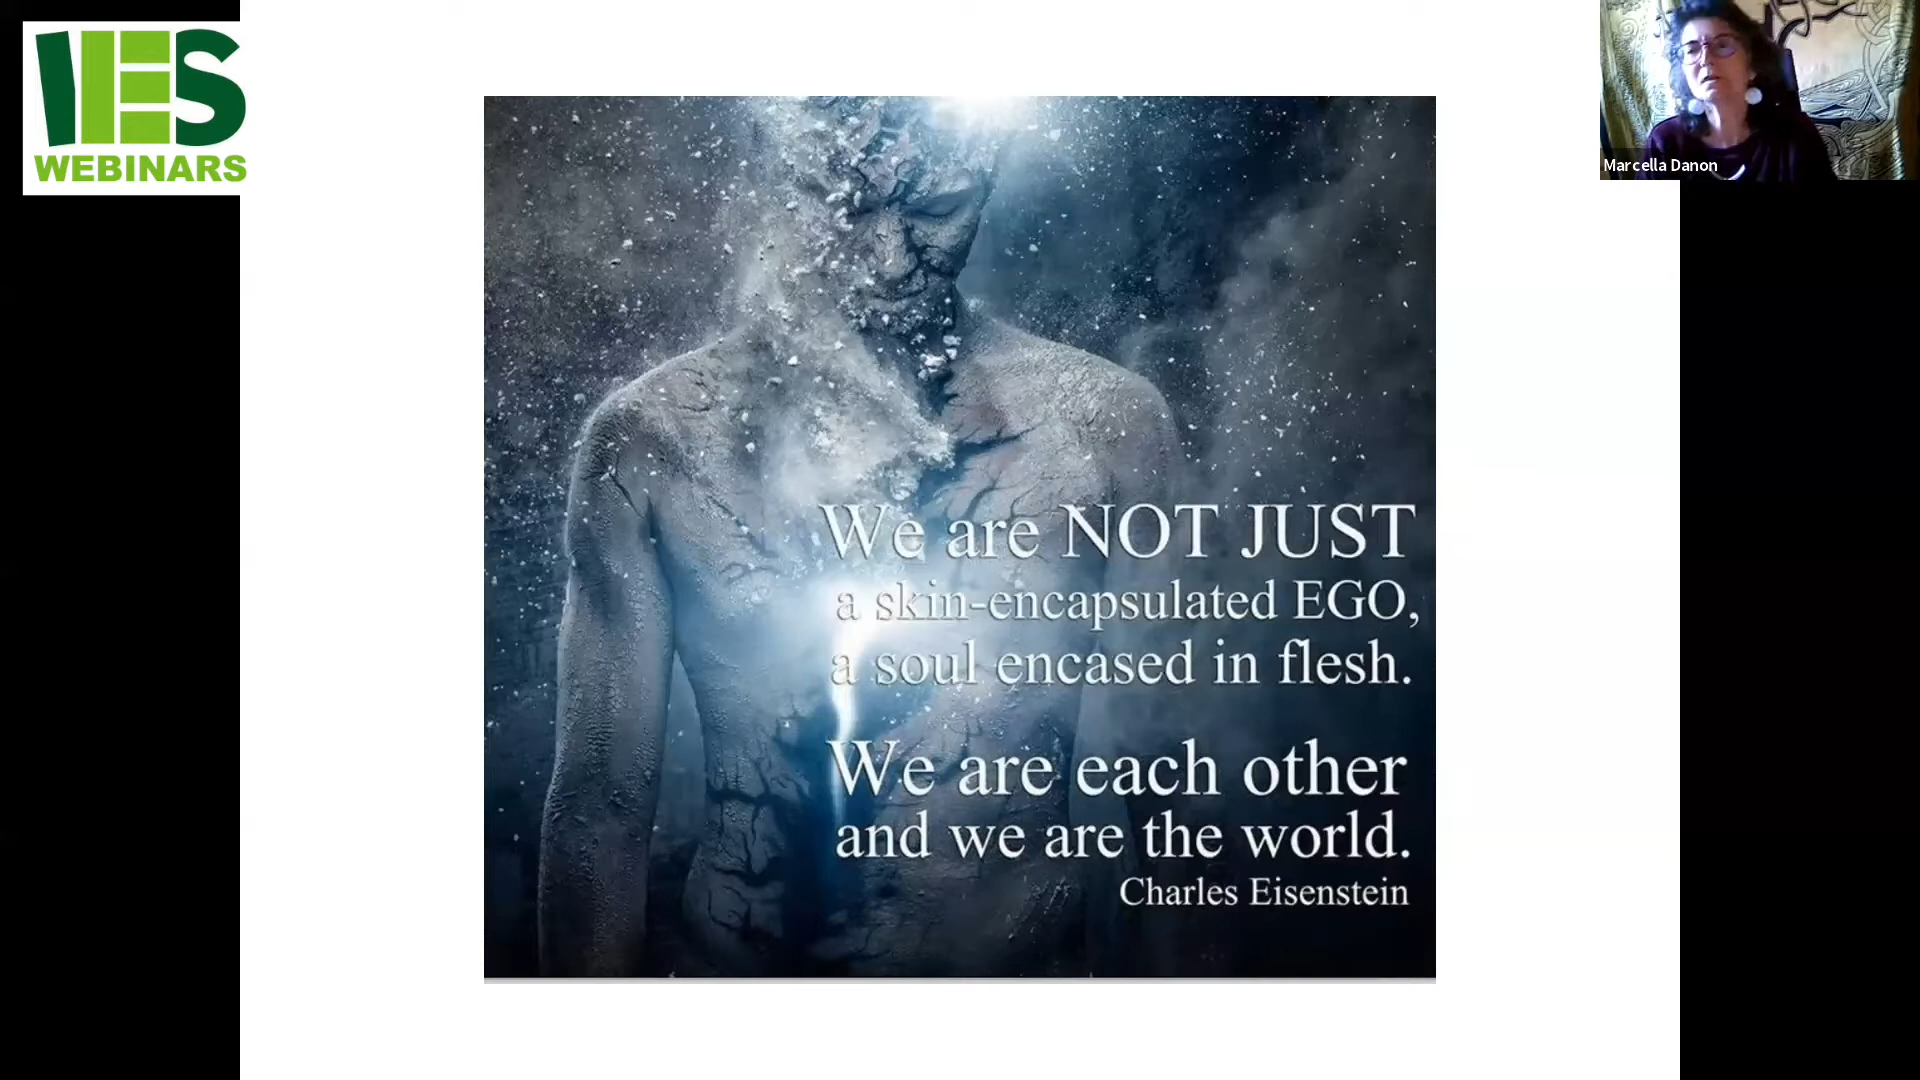 IES
WEBINARS
Marcella Danon
We are NOT JUST
a skin-encapsulated EGO,
a soul encased in flesh.
We are each other
and we are the world.
Charles Eisenstein